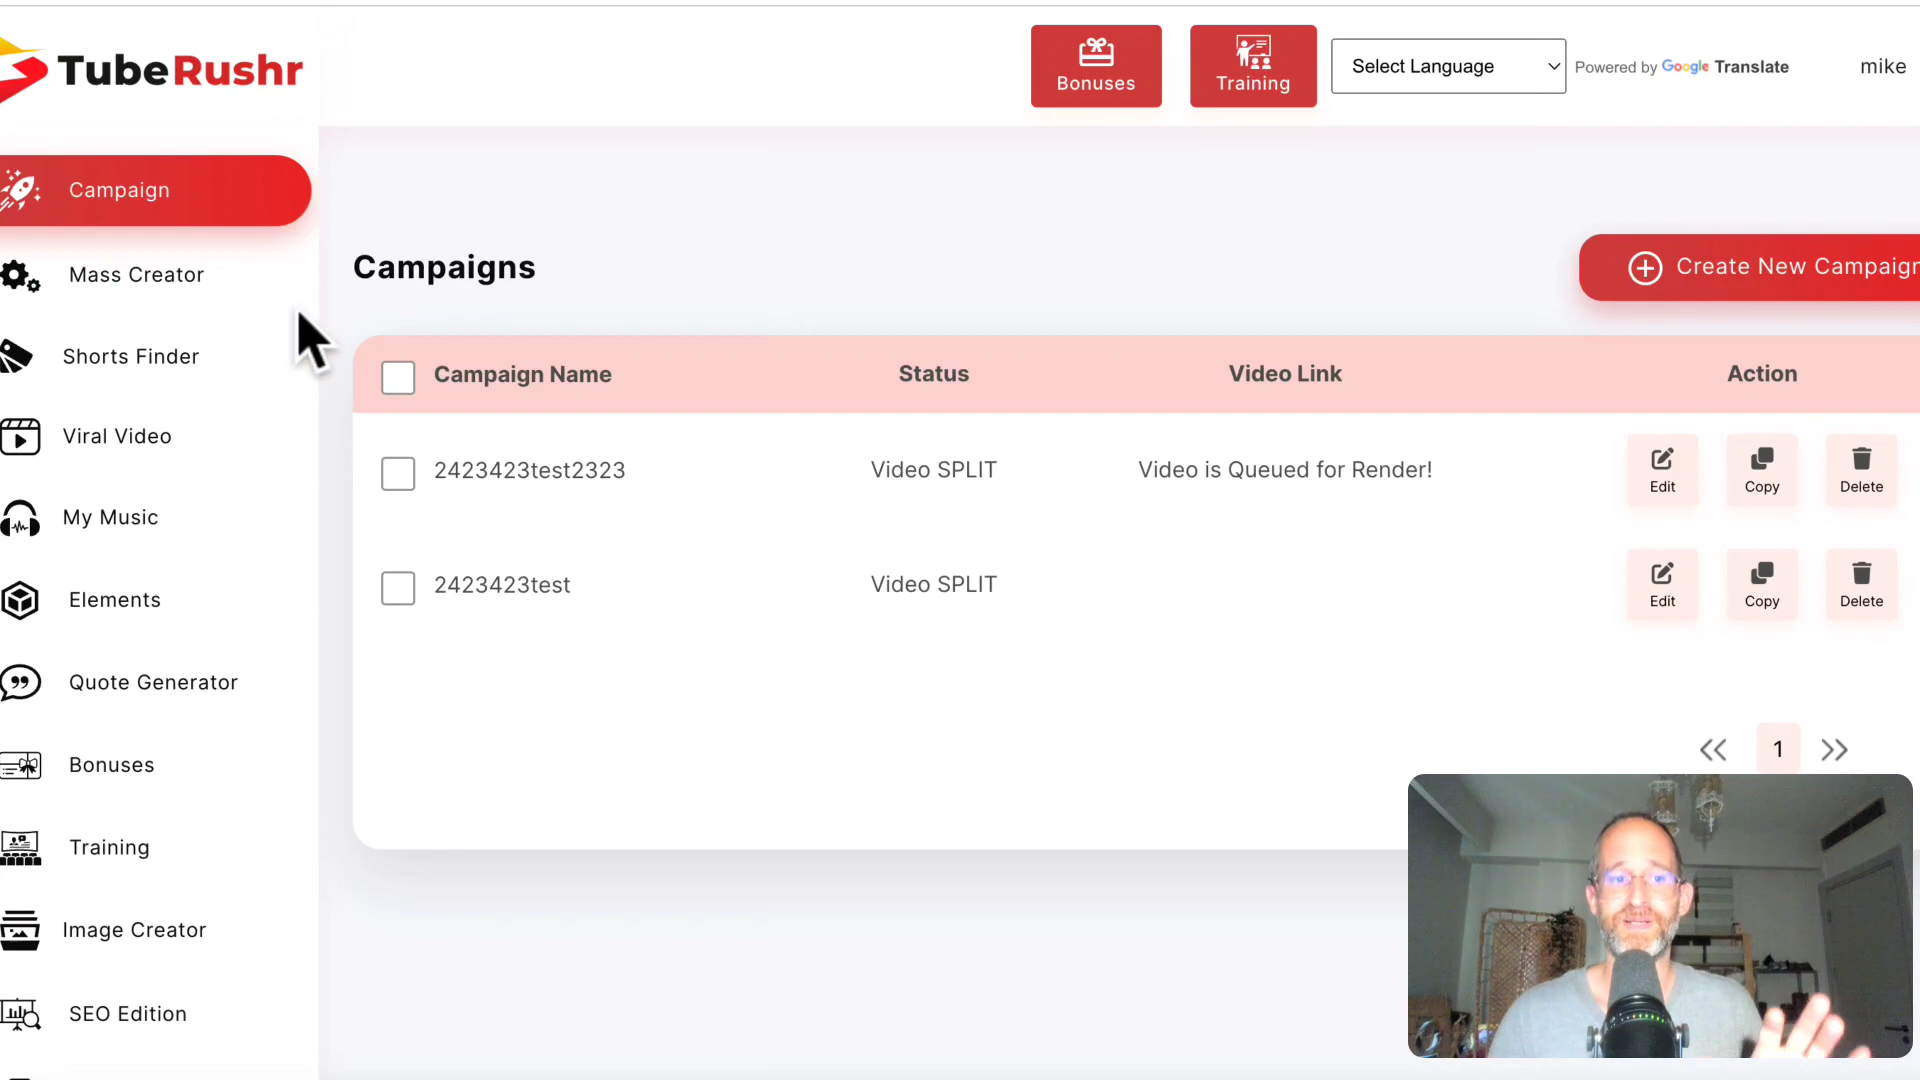 TubeRushr
Bonuses
Training
Select Language
Powered by Google Translate
mike
Campaign
Mass Creator
Shorts Finder
Viral Video
My Music
Elements
Quote Generator
Bonuses
Training
Image Creator
SEO Edition
Campaigns
Create New Campaign
Campaign Name Status Video Link Action
2423423test2323 Video SPLIT Video is Queued for Render! Edit Copy Delete
2423423test Video SPLIT Edit Copy Delete
1